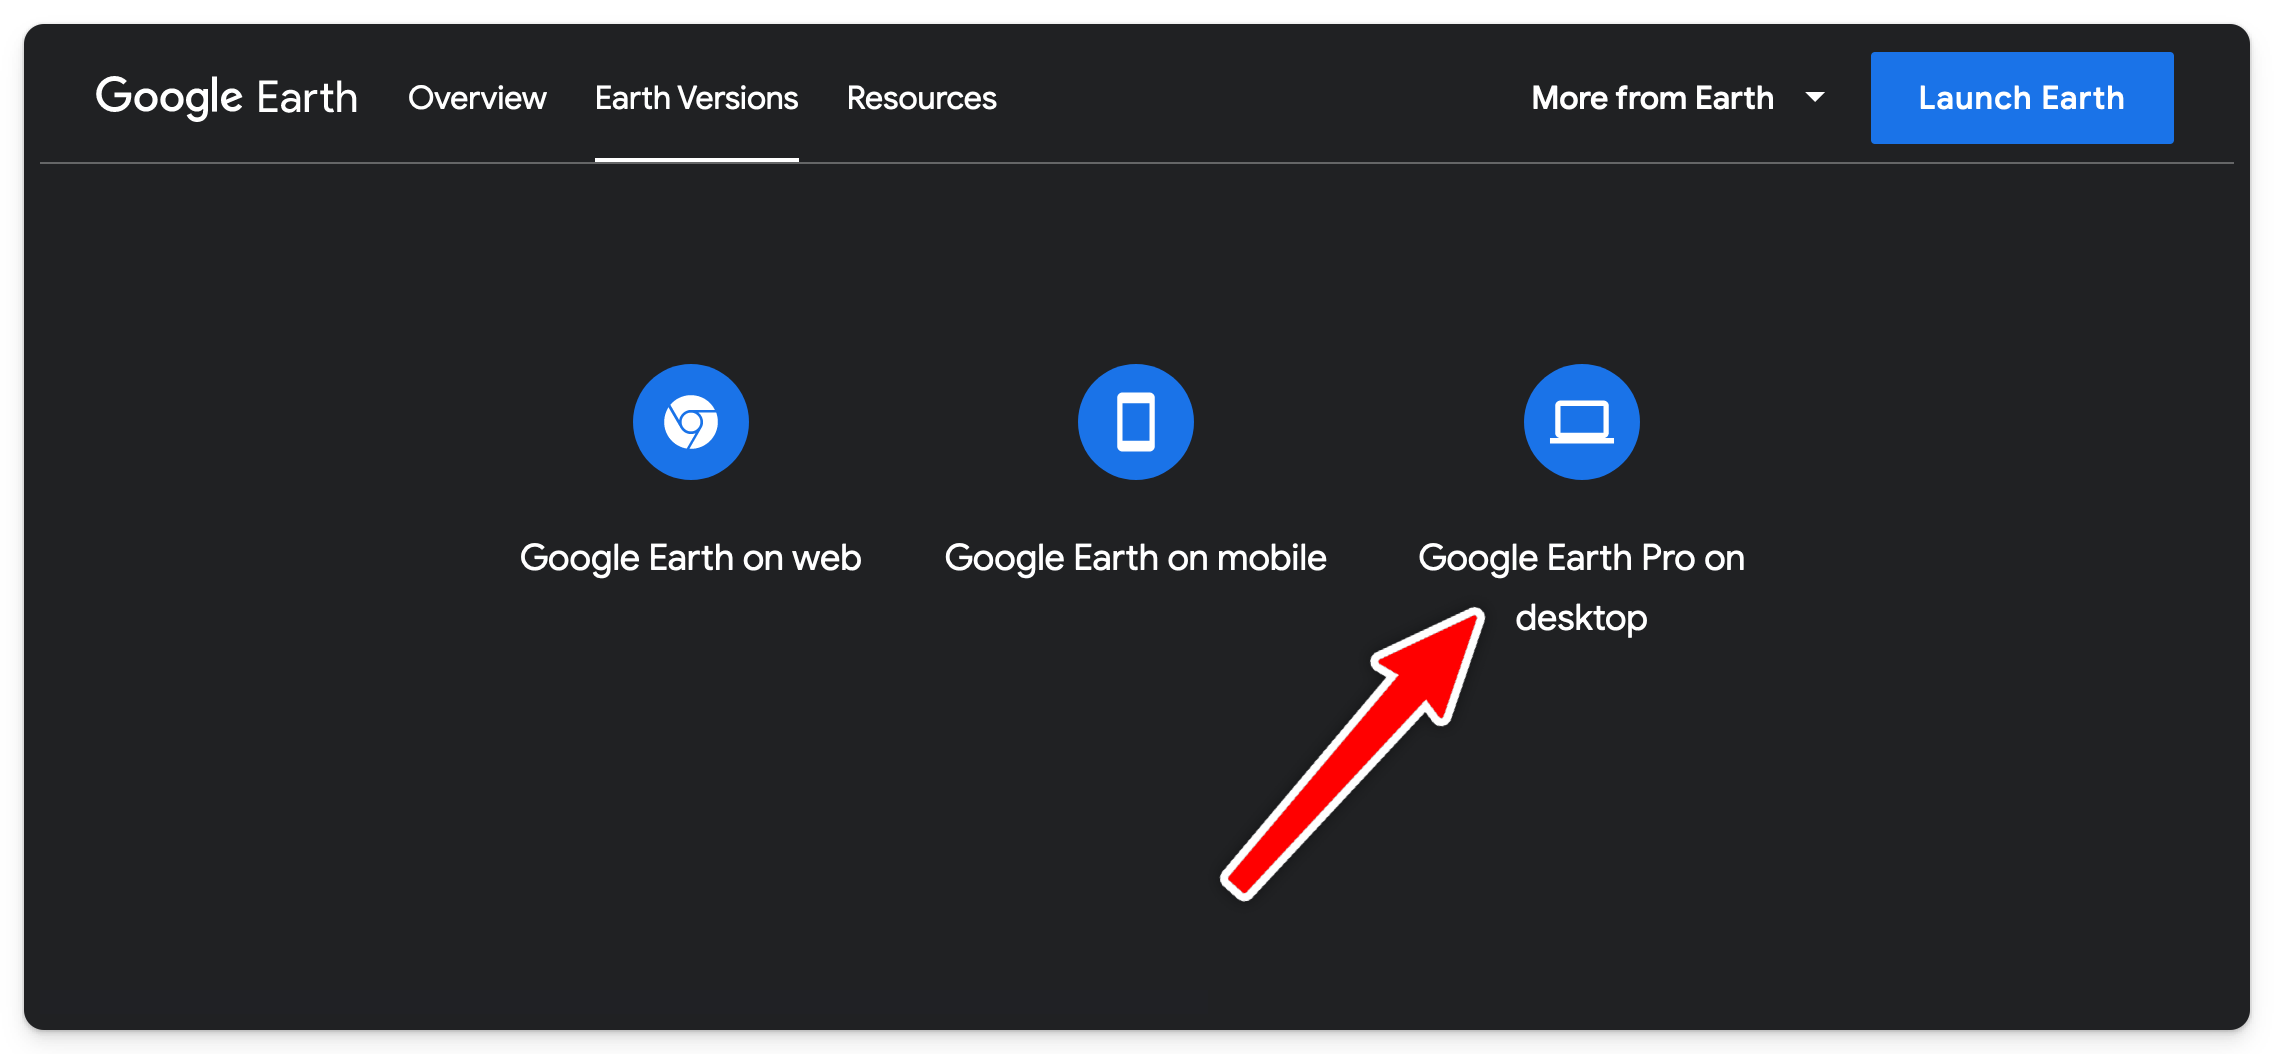 Google Earth Overview Earth Versions Resources More from Earth Launch Earth
Google Earth on web
Google Earth on mobile
Google Earth Pro on
desktop